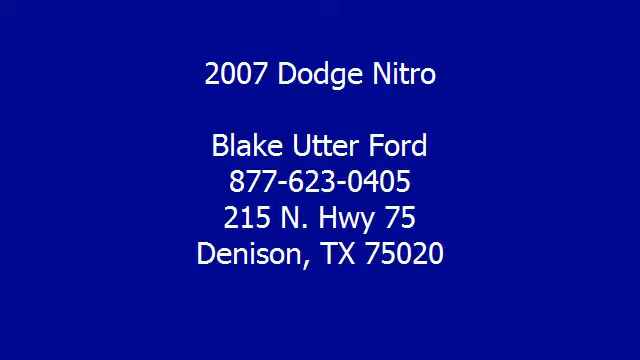 2007 Dodge Nitro
Blake Utter Ford
877-623-0405
215 N. Hwy 75
Denison, TX 75020